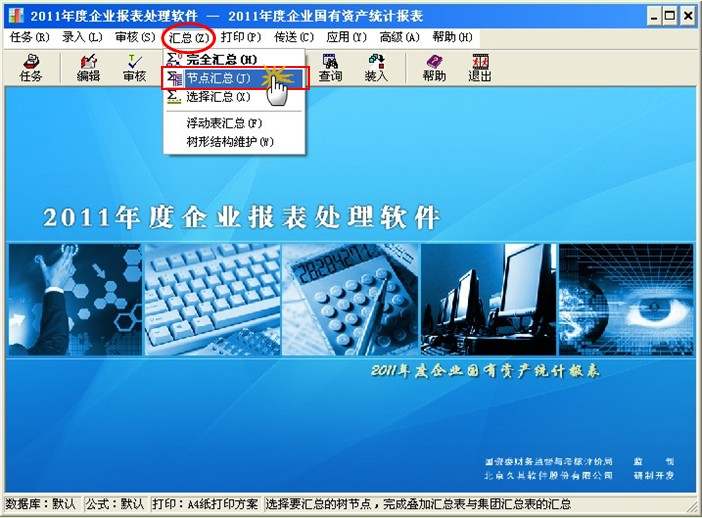 2011年度企业报表处理软件 — 2011年度企业国有资产统计报表
任务(R) 录入(L) 审核(S) 汇总(Z) 打印(P) 传送(C) 应用(Y) 高级(A) 帮助(H)
任务 编辑 审核 查询 装入 帮助 退出
完全汇总(H)
节点汇总(T)
选择汇总(X)
浮动表汇总(F)
树形结构维护(W)
2011年度企业报表处理软件
2011年度企业国有资产统计报表
国资委财务监督与考核评价局 监 制
北京久其软件股份有限公司 研制开发
数据库：默认 公式：默认 打印：A4纸打印方案 选择要汇总的树节点，完成叠加汇总表与集团汇总表的汇总